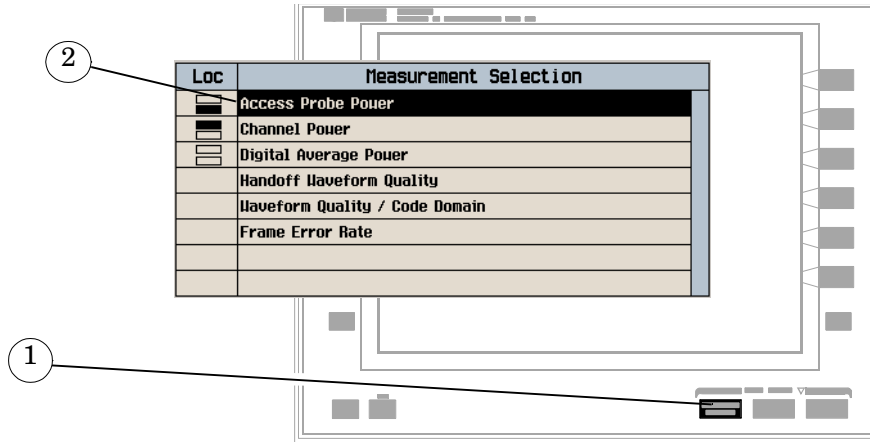 2
Loc Measurement Selection
Access Probe Power
Channel Power
Digital Average Power
Handoff Waveform Quality
Waveform Quality / Code Domain
Frame Error Rate
1